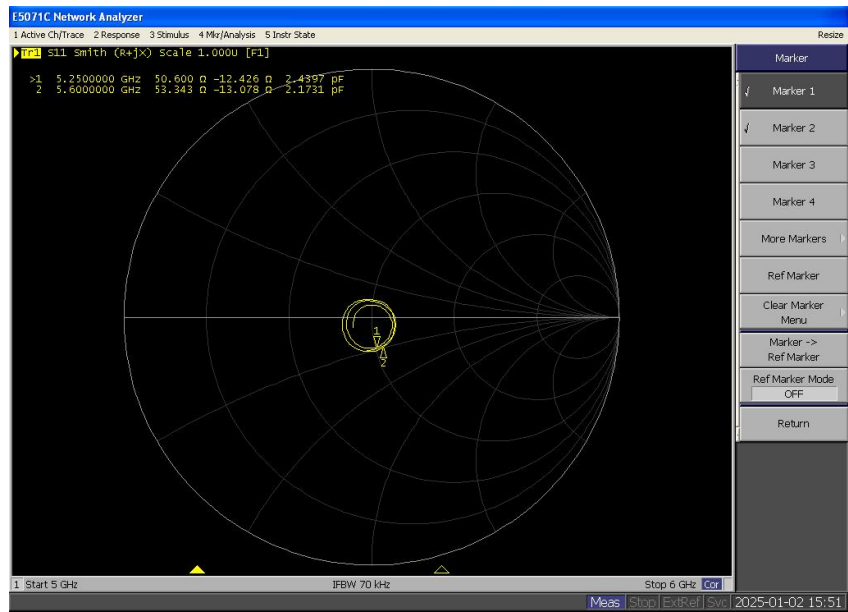 E5071C Network Analyzer
1 Active Ch/Trace 2 Response 3 Stimulus 4 Mkr/Analysis 5 Instr State
Resize
Tr1 S11 Smith (R+jX) Scale 1.000U [F1]
>1 5.2500000 GHz 50.600 Ω -12.426 Ω 2.4397 pF
2 5.6000000 GHz 53.343 Ω -13.078 Ω 2.1731 pF
1
2
Marker
√ Marker 1
√ Marker 2
Marker 3
Marker 4
More Markers
Ref Marker
Clear Marker
Menu
Marker ->
Ref Marker
Ref Marker Mode
OFF
Return
1 Start 5 GHz
IFBW 70 kHz
Stop 6 GHz Cor
Meas Stop ExtRef Svc 2025-01-02 15:51